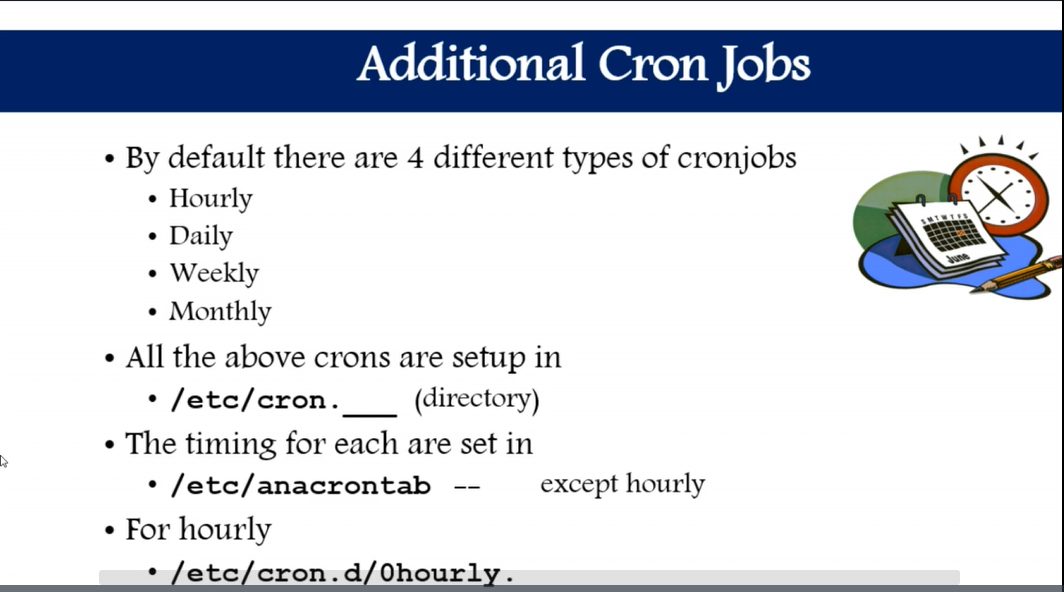 Additional Cron Jobs
• By default there are 4 different types of cronjobs
• Hourly
• Daily
• Weekly
• Monthly
• All the above crons are setup in
• /etc/cron.___ (directory)
• The timing for each are set in
• /etc/anacrontab -- except hourly
• For hourly
• /etc/cron.d/0hourly.
S M T W T F S
June